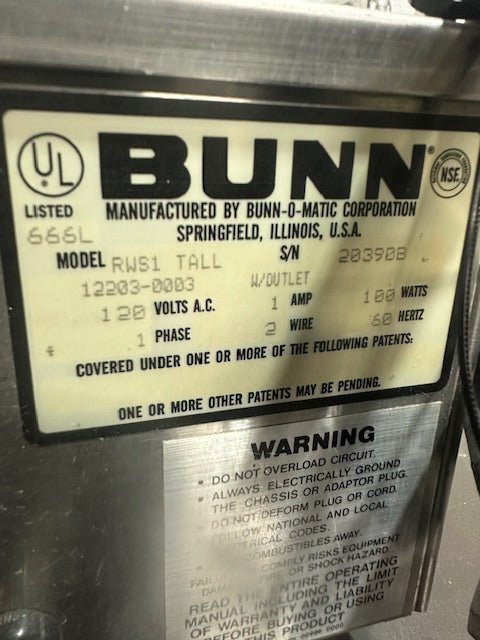 UL
BUNN®
NSF
LISTED
MANUFACTURED BY BUNN-O-MATIC CORPORATION
666L
SPRINGFIELD, ILLINOIS, U.S.A.
MODEL RWS1 TALL S/N 203908
12203-0003 W/OUTLET
120 VOLTS A.C. 1 AMP 100 WATTS
1 PHASE 2 WIRE 60 HERTZ
COVERED UNDER ONE OR MORE OF THE FOLLOWING PATENTS:
ONE OR MORE OTHER PATENTS MAY BE PENDING.
WARNING
• DO NOT OVERLOAD CIRCUIT.
• ALWAYS ELECTRICALLY GROUND
THE CHASSIS OR ADAPTOR PLUG.
• DO NOT DEFORM PLUG OR CORD.
FOLLOW NATIONAL AND LOCAL
TRICAL CODES.
COMBUSTIBLES AWAY.
COMPLY RISKS EQUIPMENT
FIRE OR SHOCK HAZARD.
READ THE ENTIRE OPERATING
MANUAL INCLUDING THE LIMIT
OF WARRANTY AND LIABILITY
BEFORE BUYING OR USING
THIS PRODUCT